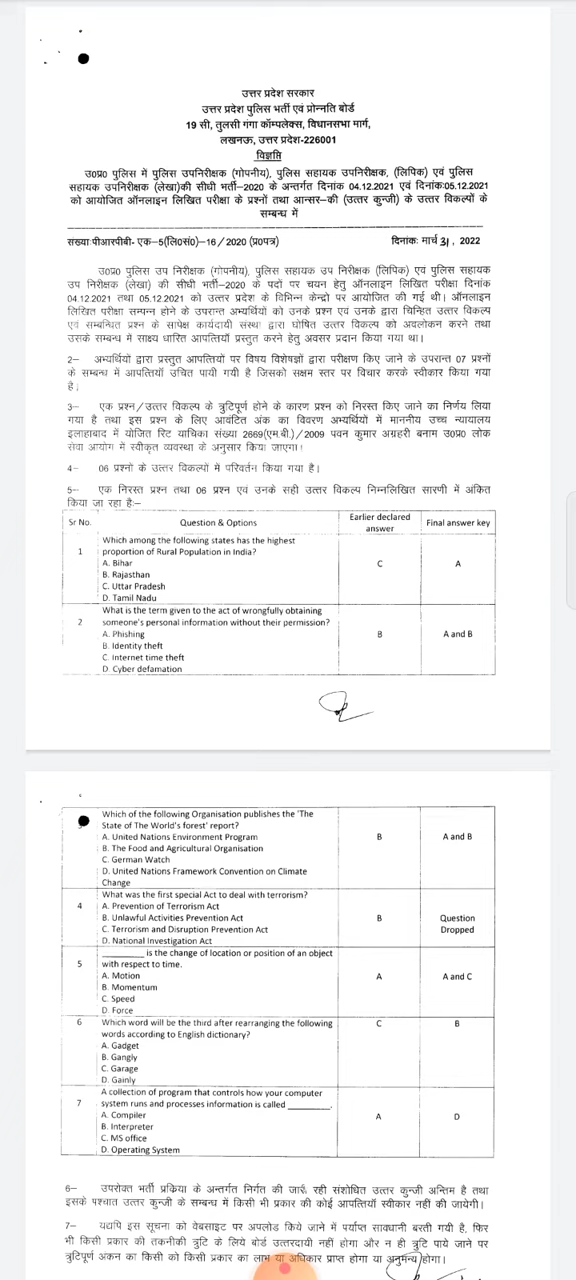 उत्तर प्रदेश सरकार
उत्तर प्रदेश पुलिस भर्ती एवं प्रोन्नति बोर्ड
19 सी, तुलसी गंगा कॉम्पलेक्स, विधानसभा मार्ग,
लखनऊ, उत्तर प्रदेश-226001
विज्ञप्ति
उ0प्र0 पुलिस में पुलिस उपनिरीक्षक (गोपनीय), पुलिस सहायक उपनिरीक्षक, (लिपिक) एवं पुलिस
सहायक उपनिरीक्षक (लेखा)की सीधी भर्ती–2020 के अन्तर्गत दिनांक 04.12.2021 एवं दिनांक:05.12.2021
को आयोजित ऑनलाइन लिखित परीक्षा के प्रश्नों तथा आन्सर–की (उत्तर कुन्जी) के उत्तर विकल्पों के
सम्बन्ध में
संख्याःपीआरपीबी- एक–5(लि0सं0)–16/2020 (प्र0पत्र) दिनांकः मार्च 31, 2022
उ0प्र0 पुलिस उप निरीक्षक (गोपनीय), पुलिस सहायक उप निरीक्षक (लिपिक) एवं पुलिस सहायक
उप निरीक्षक (लेखा) की सीधी भर्ती–2020 के पदों पर चयन हेतु ऑनलाइन लिखित परीक्षा दिनांक
04.12.2021 तथा 05.12.2021 को उत्तर प्रदेश के विभिन्न केन्द्रो पर आयोजित की गई थी। ऑनलाइन
लिखित परीक्षा सम्पन्न होने के उपरान्त अभ्यर्थियों को उनके प्रश्न एवं उनके द्वारा चिन्हित उत्तर विकल्प
एवं सम्बन्धित प्रश्न के सापेक्ष कार्यदायी संस्था द्वारा घोषित उत्तर विकल्प को अवलोकन करने तथा
उसके सम्बन्ध में साक्ष्य धारित आपत्तियाँ प्रस्तुत करने हेतु अवसर प्रदान किया गया था।
2– अभ्यर्थियों द्वारा प्रस्तुत आपत्तियों पर विषय विशेषज्ञों द्वारा परीक्षण किए जाने के उपरान्त 07 प्रश्नों
के सम्बन्ध में आपत्तियाँ उचित पायी गयी है जिसको सक्षम स्तर पर विचार करके स्वीकार किया गया
है।
3– एक प्रश्न/उत्तर विकल्प के त्रुटिपूर्ण होने के कारण प्रश्न को निरस्त किए जाने का निर्णय लिया
गया है तथा इस प्रश्न के लिए आवंटित अंक का विवरण अभ्यर्थियों में माननीय उच्च न्यायालय
इलाहाबाद में योजित रिट याचिका संख्या 2669(एम.बी.)/2009 पवन कुमार अग्रहरी बनाम उ0प्र0 लोक
सेवा आयोग में स्वीकृत व्यवस्था के अनुसार किया जाएगा।
4– 06 प्रश्नों के उत्तर विकल्पों में परिवर्तन किया गया है।
5– एक निरस्त प्रश्न तथा 06 प्रश्न एवं उनके सही उत्तर विकल्प निम्नलिखित सारणी में अंकित
किया जा रहा है:–
Sr No. Question & Options Earlier declared answer Final answer key
Which among the following states has the highest
1 proportion of Rural Population in India?
A. Bihar C A
B. Rajasthan
C. Uttar Pradesh
D. Tamil Nadu
What is the term given to the act of wrongfully obtaining
2 someone's personal information without their permission?
A. Phishing B A and B
B. Identity theft
C. Internet time theft
D. Cyber defamation
Which of the following Organisation publishes the 'The
State of The World's forest' report?
A. United Nations Environment Program B A and B
B. The Food and Agricultural Organisation
C. German Watch
D. United Nations Framework Convention on Climate
Change
What was the first special Act to deal with terrorism?
4 A. Prevention of Terrorism Act
B. Unlawful Activities Prevention Act B Question
C. Terrorism and Disruption Prevention Act Dropped
D. National Investigation Act
________ is the change of location or position of an object
5 with respect to time.
A. Motion A A and C
B. Momentum
C. Speed
D. Force
6 Which word will be the third after rearranging the following C B
words according to English dictionary?
A. Gadget
B. Gangly
C. Garage
D. Gainly
A collection of program that controls how your computer
7 system runs and processes information is called ________.
A. Compiler A D
B. Interpreter
C. MS office
D. Operating System
6– उपरोक्त भर्ती प्रकिया के अन्तर्गत निर्गत की जा रही संशोधित उत्तर कुन्जी अन्तिम है तथा
इसके पश्चात उत्तर कुन्जी के सम्बन्ध में किसी भी प्रकार की कोई आपत्तियाँ स्वीकार नही की जायेगी।
7– यद्यपि इस सूचना को वेबसाइट पर अपलोड किये जाने में पर्याप्त सावधानी बरती गयी है, फिर
भी किसी प्रकार की तकनीकी त्रुटि के लिये बोर्ड उत्तरदायी नहीं होगा और न ही त्रुटि पाये जाने पर
त्रुटिपूर्ण अंकन का किसी को किसी प्रकार का लाभ या अधिकार प्राप्त होगा या अनुमन्य होगा।